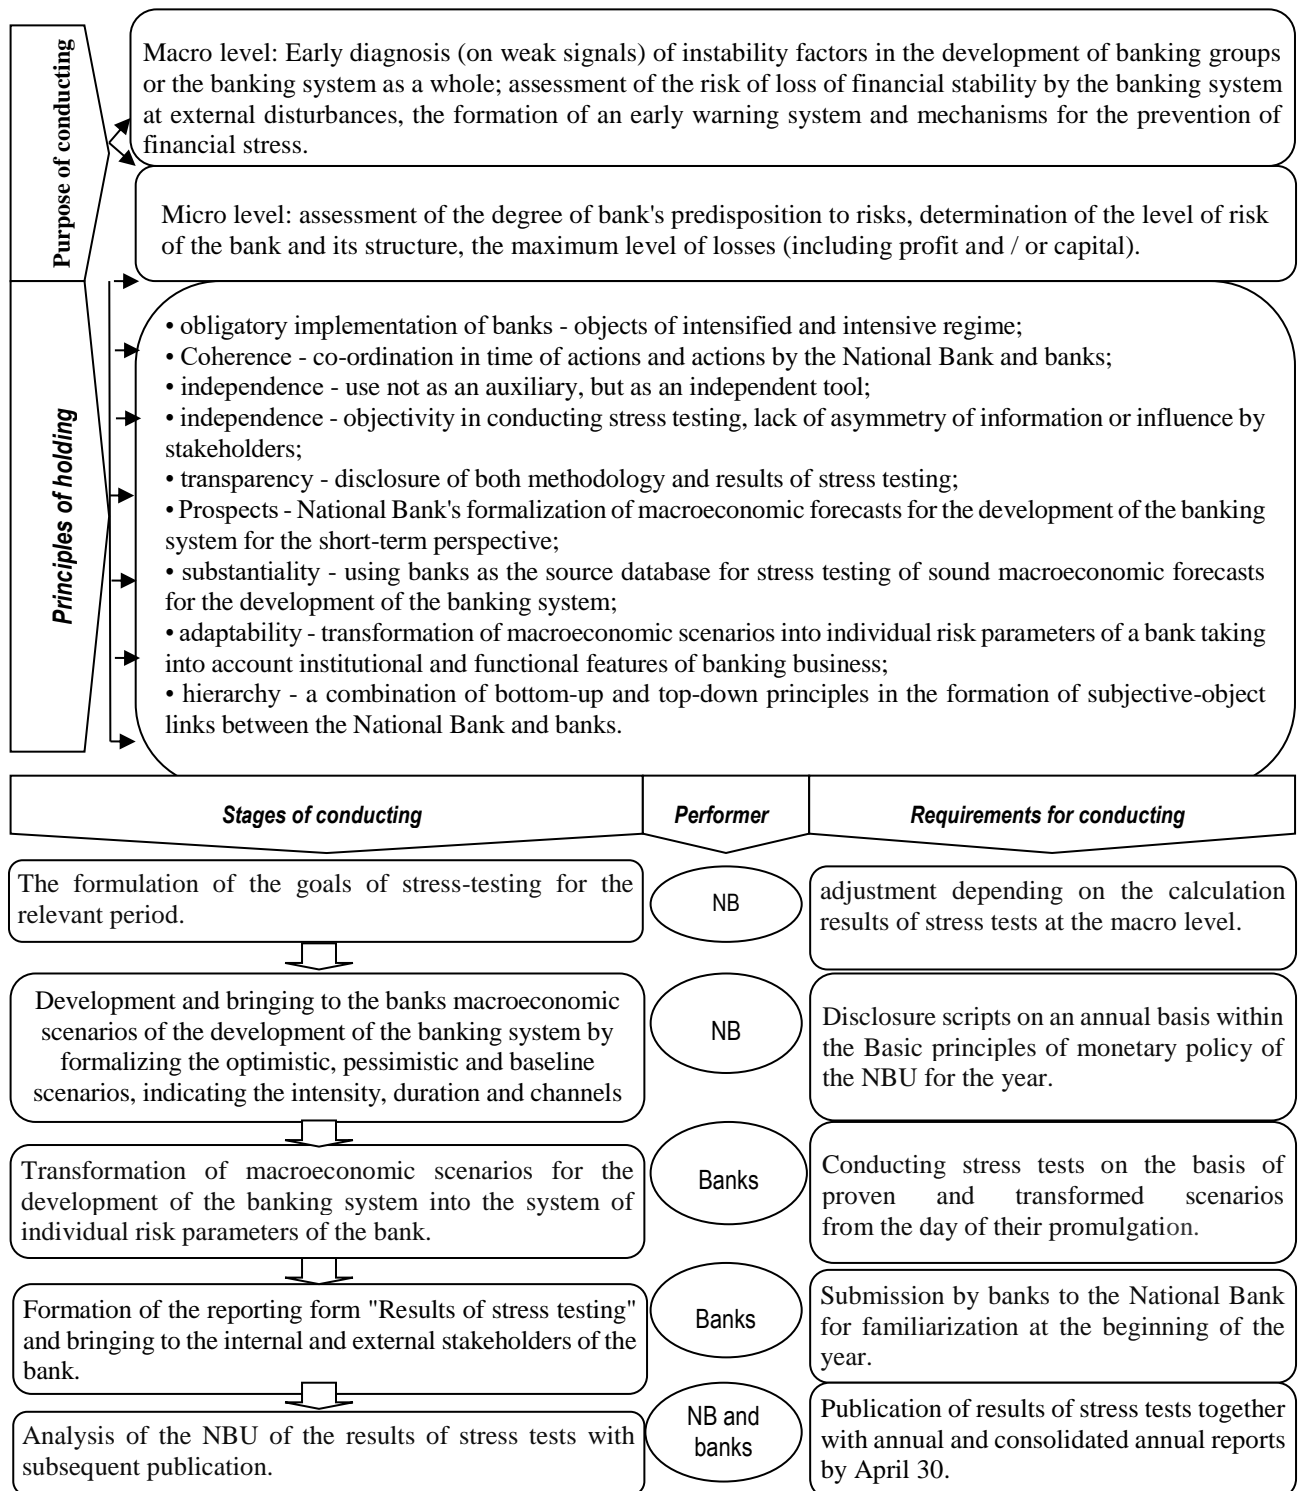 Purpose of conducting
Macro level: Early diagnosis (on weak signals) of instability factors in the development of banking groups
or the banking system as a whole; assessment of the risk of loss of financial stability by the banking system
at external disturbances, the formation of an early warning system and mechanisms for the prevention of
financial stress.
Micro level: assessment of the degree of bank's predisposition to risks, determination of the level of risk
of the bank and its structure, the maximum level of losses (including profit and / or capital).
Principles of holding
• obligatory implementation of banks - objects of intensified and intensive regime;
• Coherence - co-ordination in time of actions and actions by the National Bank and banks;
• independence - use not as an auxiliary, but as an independent tool;
• independence - objectivity in conducting stress testing, lack of asymmetry of information or influence by
stakeholders;
• transparency - disclosure of both methodology and results of stress testing;
• Prospects - National Bank's formalization of macroeconomic forecasts for the development of the banking
system for the short-term perspective;
• substantiality - using banks as the source database for stress testing of sound macroeconomic forecasts
for the development of the banking system;
• adaptability - transformation of macroeconomic scenarios into individual risk parameters of a bank taking
into account institutional and functional features of banking business;
• hierarchy - a combination of bottom-up and top-down principles in the formation of subjective-object
links between the National Bank and banks.
Stages of conducting
Performer
Requirements for conducting
The formulation of the goals of stress-testing for the
relevant period.
NB
adjustment depending on the calculation
results of stress tests at the macro level.
Development and bringing to the banks macroeconomic
scenarios of the development of the banking system by
formalizing the optimistic, pessimistic and baseline
scenarios, indicating the intensity, duration and channels
NB
Disclosure scripts on an annual basis within
the Basic principles of monetary policy of
the NBU for the year.
Transformation of macroeconomic scenarios for the
development of the banking system into the system of
individual risk parameters of the bank.
Banks
Conducting stress tests on the basis of
proven and transformed scenarios
from the day of their promulgation.
Formation of the reporting form "Results of stress testing"
and bringing to the internal and external stakeholders of the
bank.
Banks
Submission by banks to the National Bank
for familiarization at the beginning of the
year.
Analysis of the NBU of the results of stress tests with
subsequent publication.
NB and
banks
Publication of results of stress tests together
with annual and consolidated annual reports
by April 30.